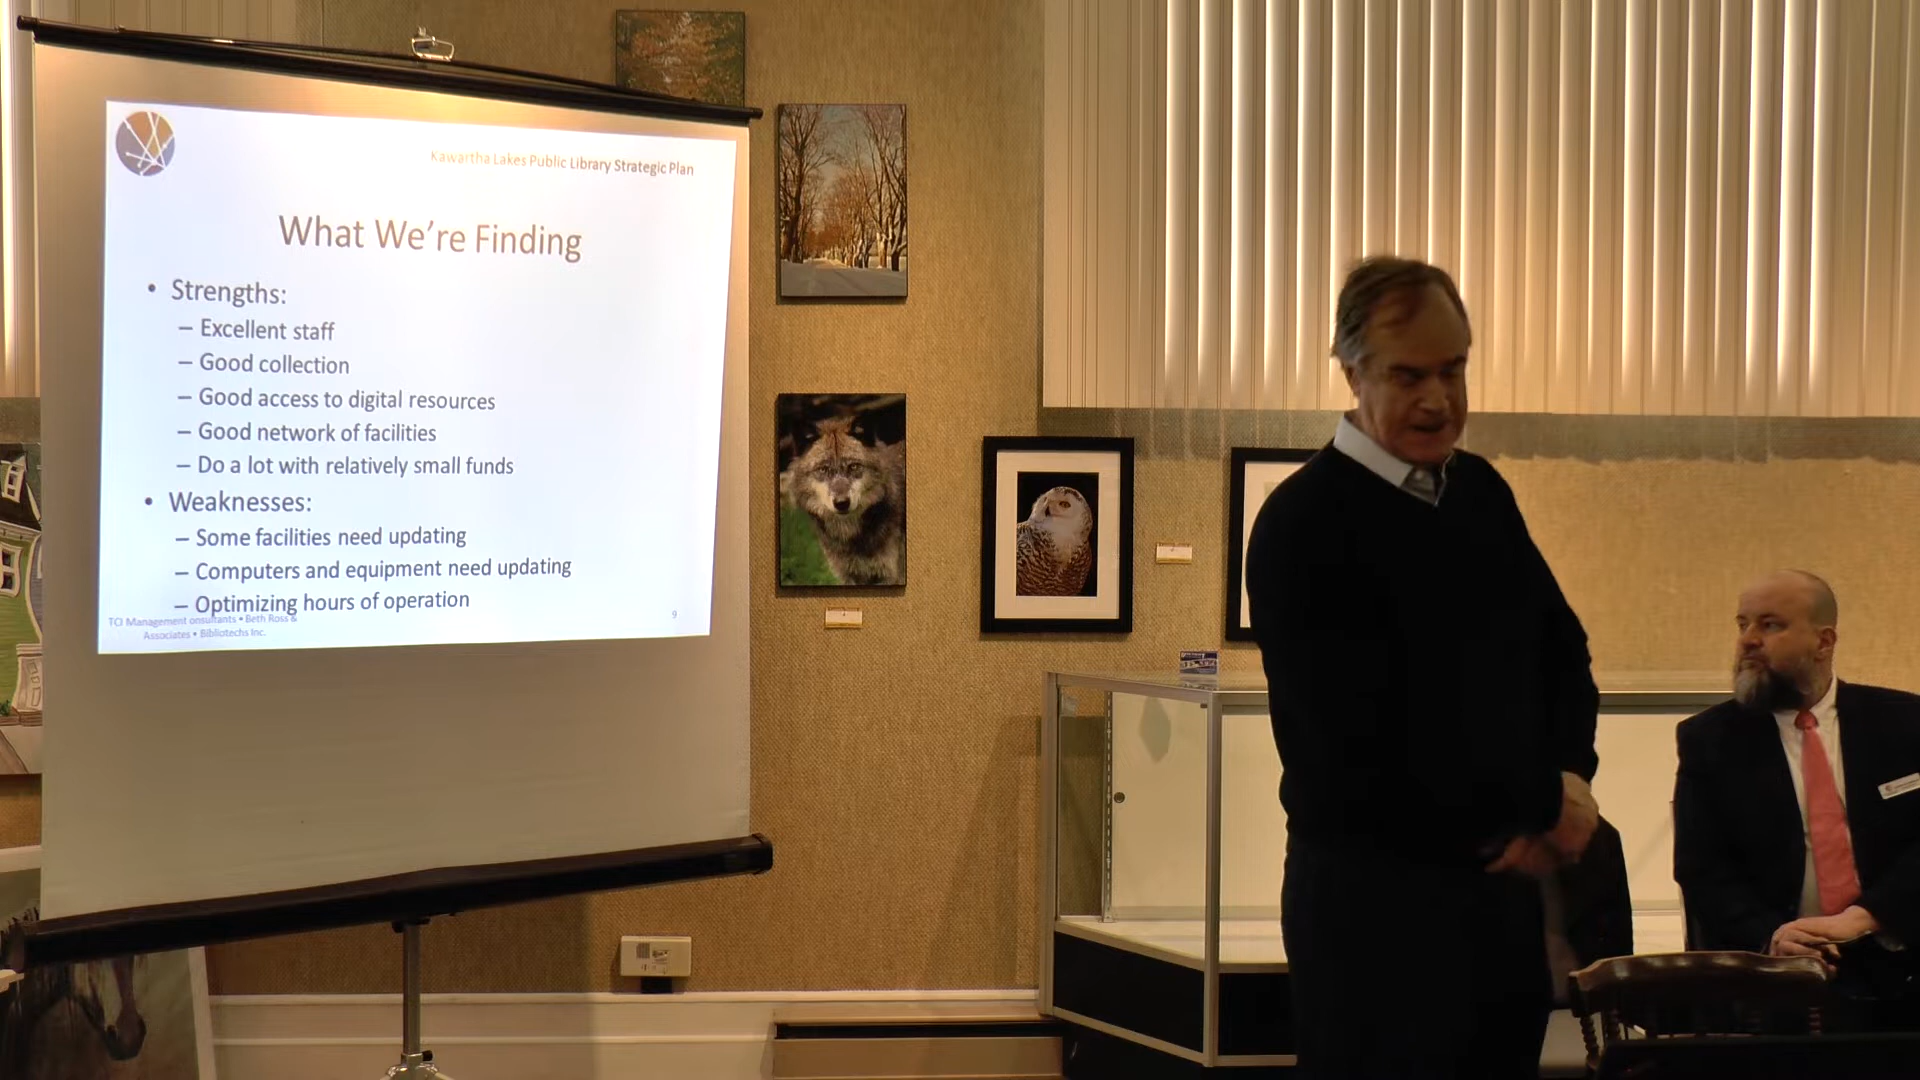 Kawartha Lakes Public Library Strategic Plan
What We're Finding
• Strengths:
– Excellent staff
– Good collection
– Good access to digital resources
– Good network of facilities
– Do a lot with relatively small funds
• Weaknesses:
– Some facilities need updating
– Computers and equipment need updating
– Optimizing hours of operation
TCI Management onsultants • Beth Ross &
Associates • Bibliotechs Inc.
9